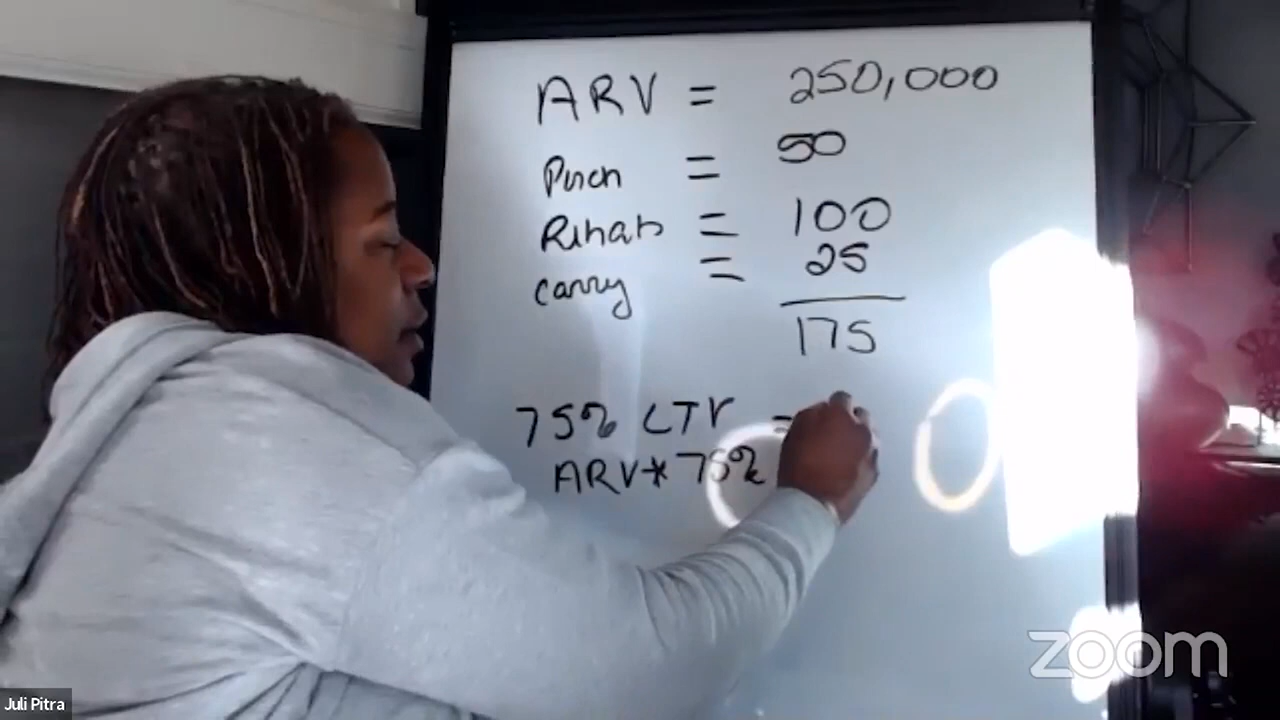 ARV = 250,000
Purch = 50
Rehab = 100
carry = 25
175
75% LTV =
ARV * 75%
zoom
Juli Pitra